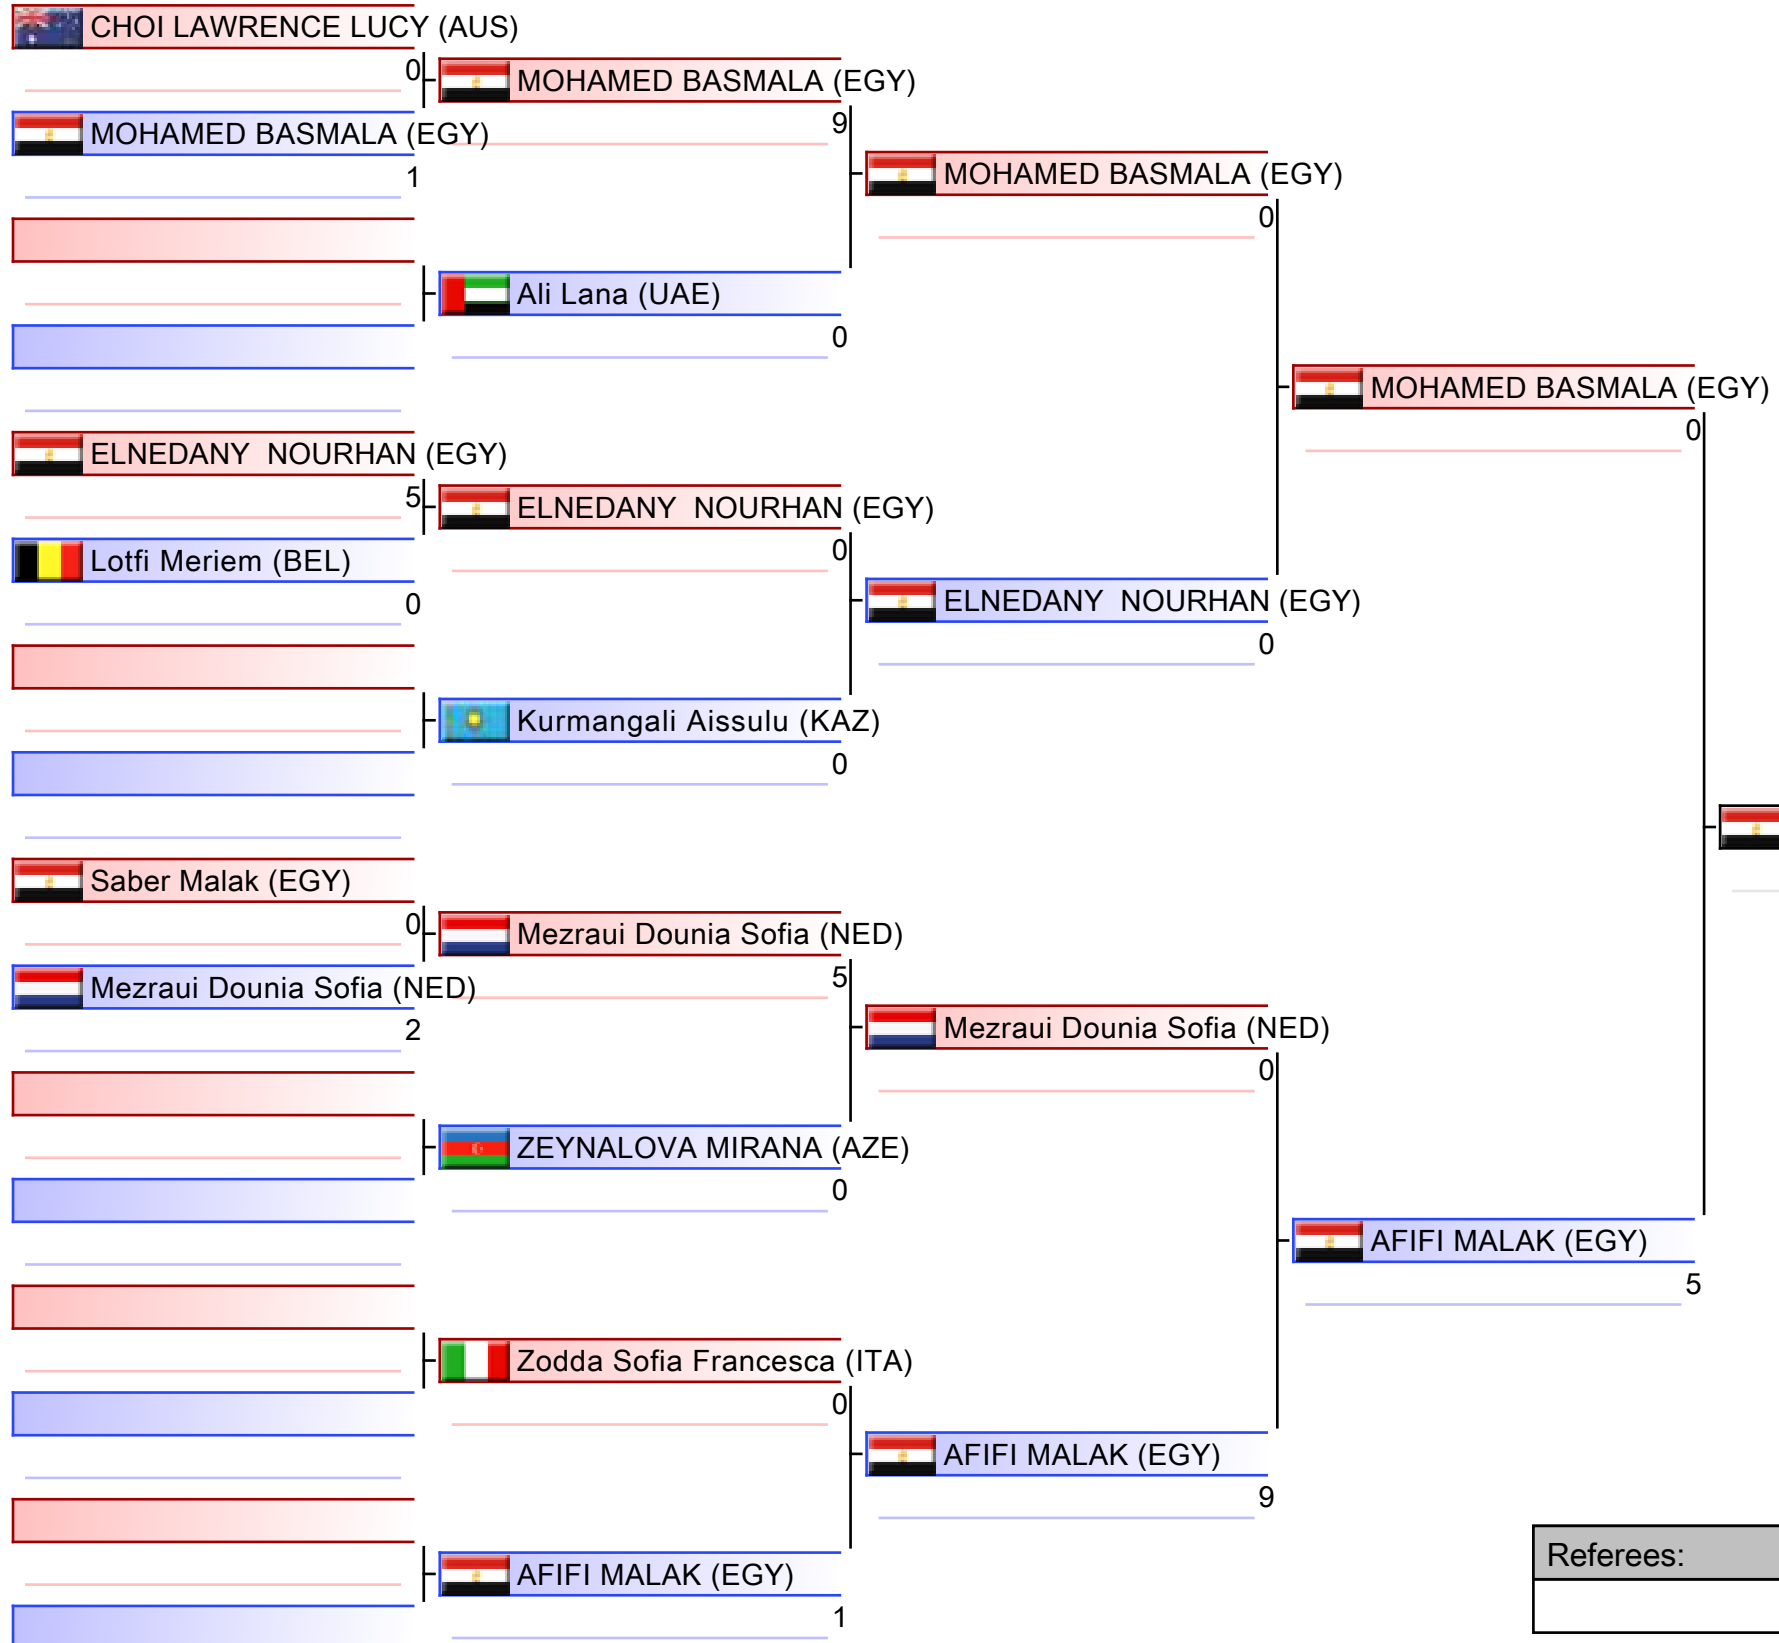 CHOI LAWRENCE LUCY (AUS)
0
MOHAMED BASMALA (EGY)
1
MOHAMED BASMALA (EGY)
9
Ali Lana (UAE)
0
MOHAMED BASMALA (EGY)
0
ELNEDANY  NOURHAN (EGY)
5
Lotfi Meriem (BEL)
0
ELNEDANY  NOURHAN (EGY)
0
Kurmangali Aissulu (KAZ)
0
ELNEDANY  NOURHAN (EGY)
0
MOHAMED BASMALA (EGY)
0
Saber Malak (EGY)
0
Mezraui Dounia Sofia (NED)
2
Mezraui Dounia Sofia (NED)
5
ZEYNALOVA MIRANA (AZE)
0
Mezraui Dounia Sofia (NED)
0
Zodda Sofia Francesca (ITA)
0
AFIFI MALAK (EGY)
1
AFIFI MALAK (EGY)
9
AFIFI MALAK (EGY)
5
Referees: